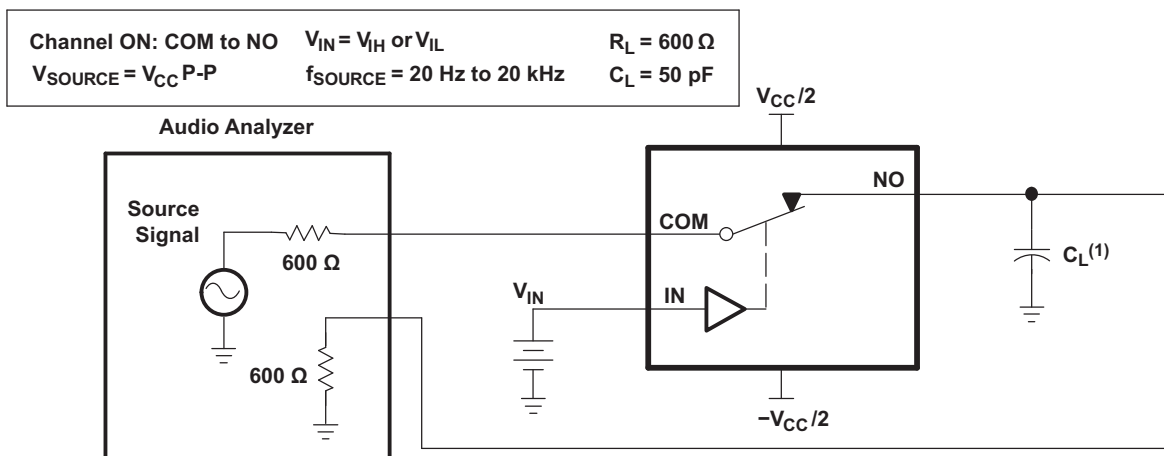 Channel ON: COM to NO V_IN = V_IH or V_IL R_L = 600 Ω
V_SOURCE = V_CC P-P f_SOURCE = 20 Hz to 20 kHz C_L = 50 pF
Audio Analyzer
V_CC/2
Source
Signal
600 Ω
COM
NO
C_L(1)
V_IN
IN
600 Ω
−V_CC/2